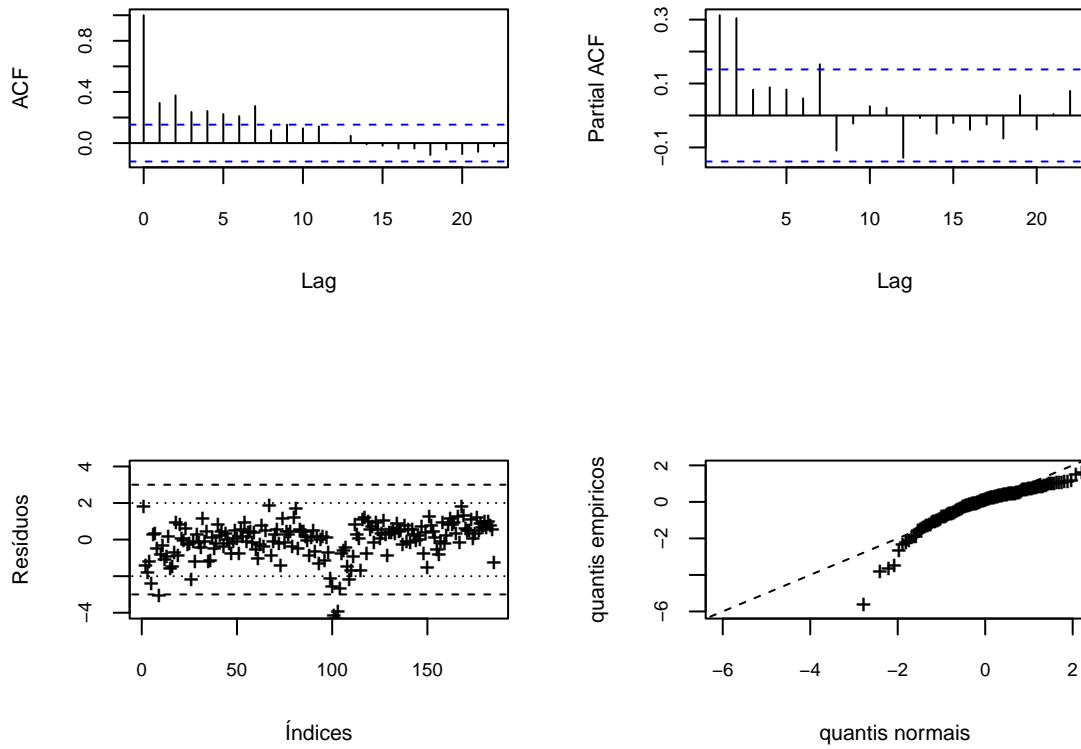 ACF
0.0 0.4 0.8
0 5 10 15 20
Lag
Partial ACF
−0.1 0.1 0.3
5 10 15 20
Lag
Resíduos
−4 0 2 4
0 50 100 150
Índices
quantis empiricos
−6 −4 −2 0 2
−6 −4 −2 0 2
quantis normais